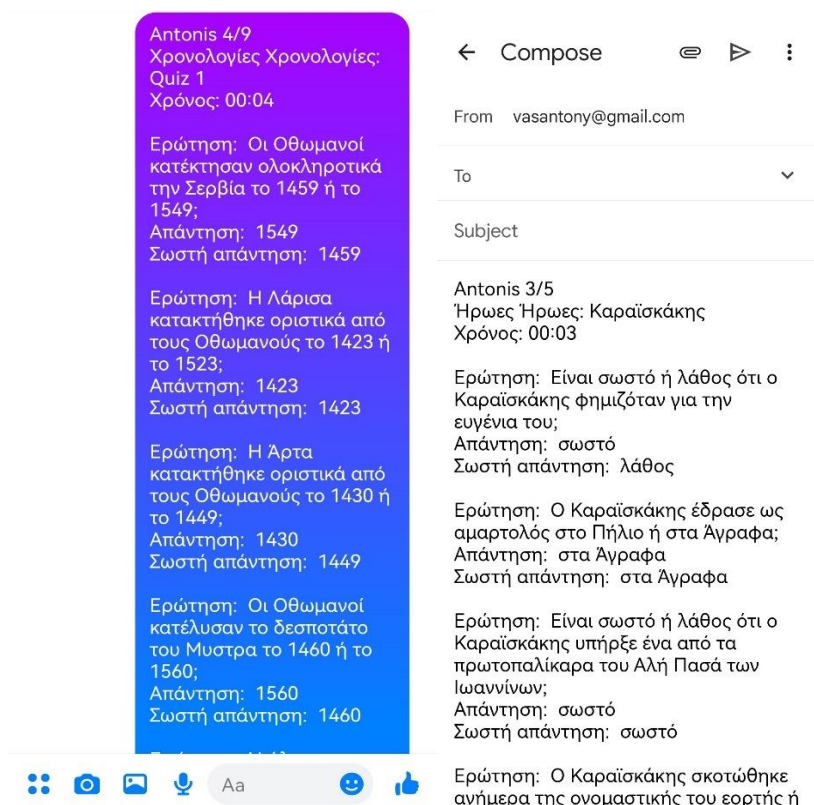 Antonis 4/9
Χρονολογίες Χρονολογίες:
Quiz 1
Χρόνος: 00:04
Ερώτηση: Οι Οθωμανοί
κατέκτησαν ολοκληροτικά
την Σερβία το 1459 ή το
1549;
Απάντηση: 1549
Σωστή απάντηση: 1459
Ερώτηση: Η Λάρισα
κατακτήθηκε οριστικά από
τους Οθωμανούς το 1423 ή
το 1523;
Απάντηση: 1423
Σωστή απάντηση: 1423
Ερώτηση: Η Άρτα
κατακτήθηκε οριστικά από
τους Οθωμανούς το 1430 ή
το 1449;
Απάντηση: 1430
Σωστή απάντηση: 1449
Ερώτηση: Οι Οθωμανοί
κατέλυσαν το δεσποτάτο
του Μυστρα το 1460 ή το
1560;
Απάντηση: 1560
Σωστή απάντηση: 1460
Aa
Compose
From vasantony@gmail.com
To
Subject
Antonis 3/5
Ήρωες Ήρωες: Καραϊσκάκης
Χρόνος: 00:03
Ερώτηση: Είναι σωστό ή λάθος ότι ο
Καραϊσκάκης φημιζόταν για την
ευγένια του;
Απάντηση: σωστό
Σωστή απάντηση: λάθος
Ερώτηση: Ο Καραϊσκάκης έδρασε ως
αμαρτολός στο Πήλιο ή στα Άγραφα;
Απάντηση: στα Άγραφα
Σωστή απάντηση: στα Άγραφα
Ερώτηση: Είναι σωστό ή λάθος ότι ο
Καραϊσκάκης υπήρξε ένα από τα
πρωτοπαλίκαρα του Αλή Πασά των
Ιωαννίνων;
Απάντηση: σωστό
Σωστή απάντηση: σωστό
Ερώτηση: Ο Καραϊσκάκης σκοτώθηκε
ανήμερα της ονομαστικής του εορτής ή